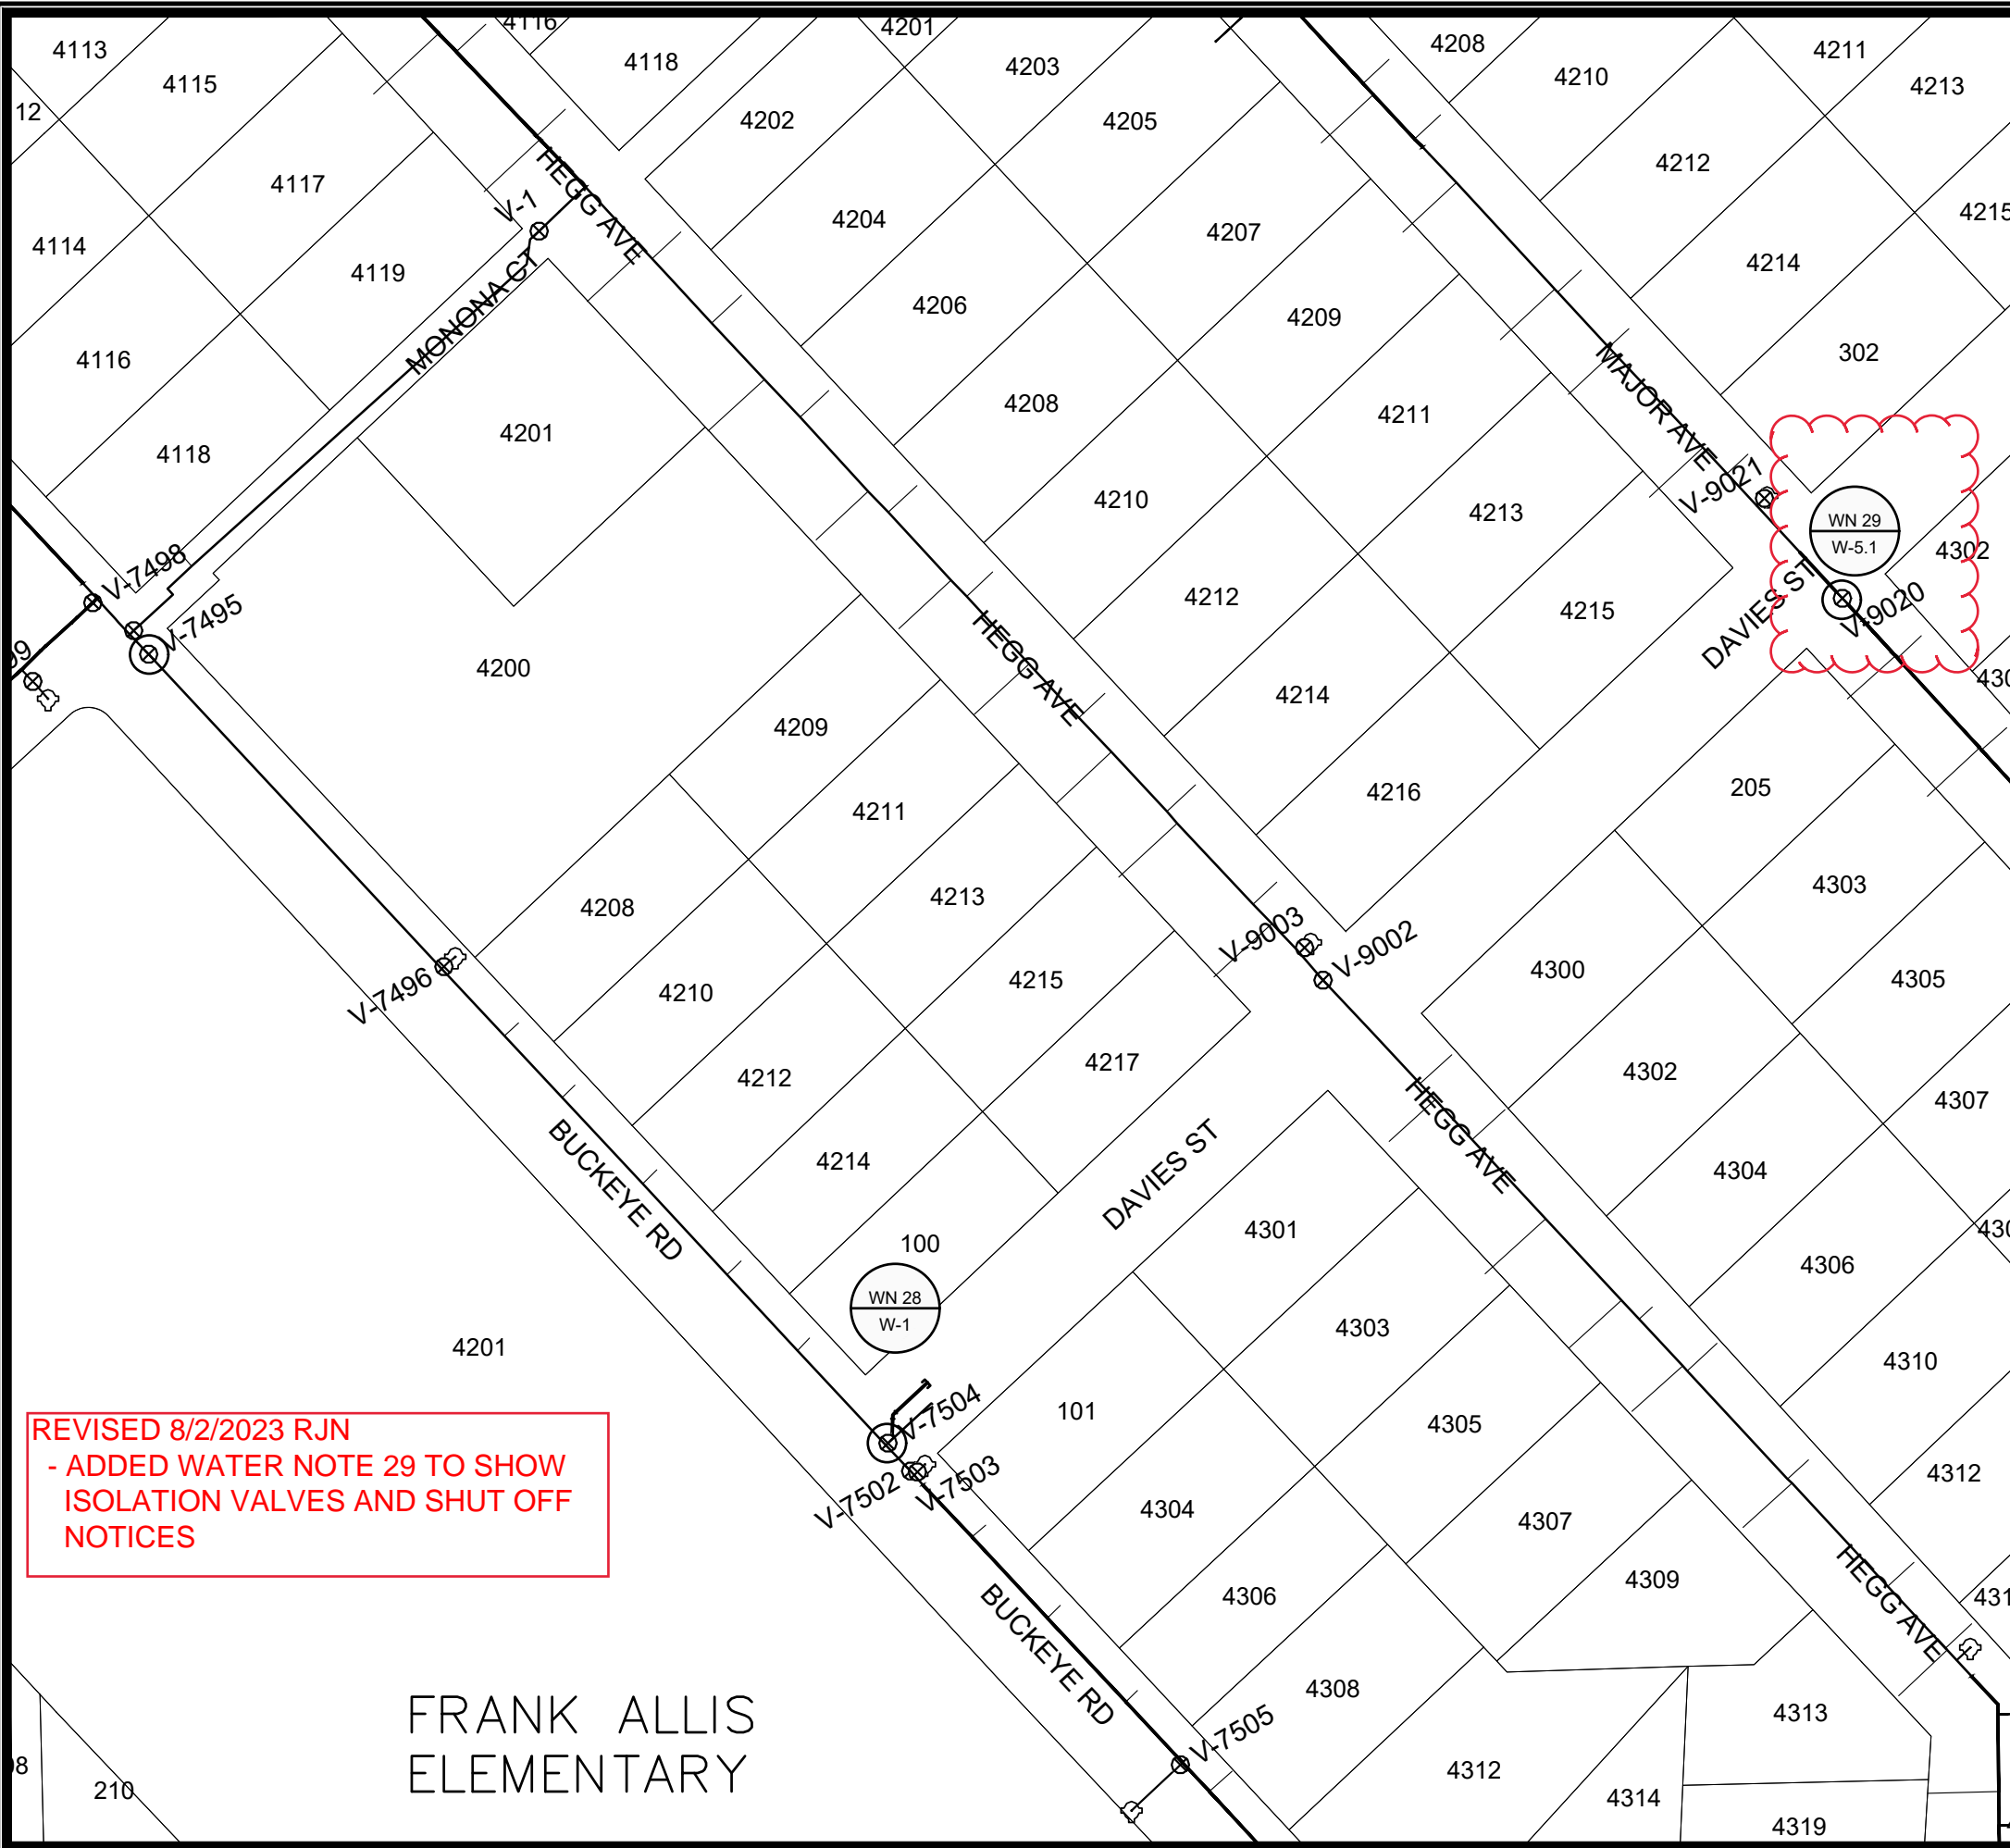 4113
4115
4116
4118
4201
4203
4208
4210
4211
4213
12
4117
4202
4205
4212
4215
4114
4119
V-1
HEGG AVE
4204
4207
4214
MONONA CT
4206
4209
302
4116
4118
4201
4208
4211
MAJOR AVE
V-9021
WN 29
W-5.1
4302
4210
4213
V-7498
V-7495
4212
4215
DAVIES ST
V-9020
4200
HEGG AVE
4214
4209
4216
205
4211
4208
4213
4303
V-7496
4210
4215
V-9003
V-9002
4300
4305
4212
4217
4302
4307
BUCKEYE RD
4214
DAVIES ST
HEGG AVE
4304
100
4301
4306
WN 28
W-1
4303
4310
4201
V-7504
101
4305
4312
V-7502
V-7503
4304
4307
REVISED 8/2/2023 RJN
- ADDED WATER NOTE 29 TO SHOW
ISOLATION VALVES AND SHUT OFF
NOTICES
BUCKEYE RD
4306
4309
HEGG AVE
4308
4313
V-7505
FRANK ALLIS
ELEMENTARY
210
4312
4314
4319